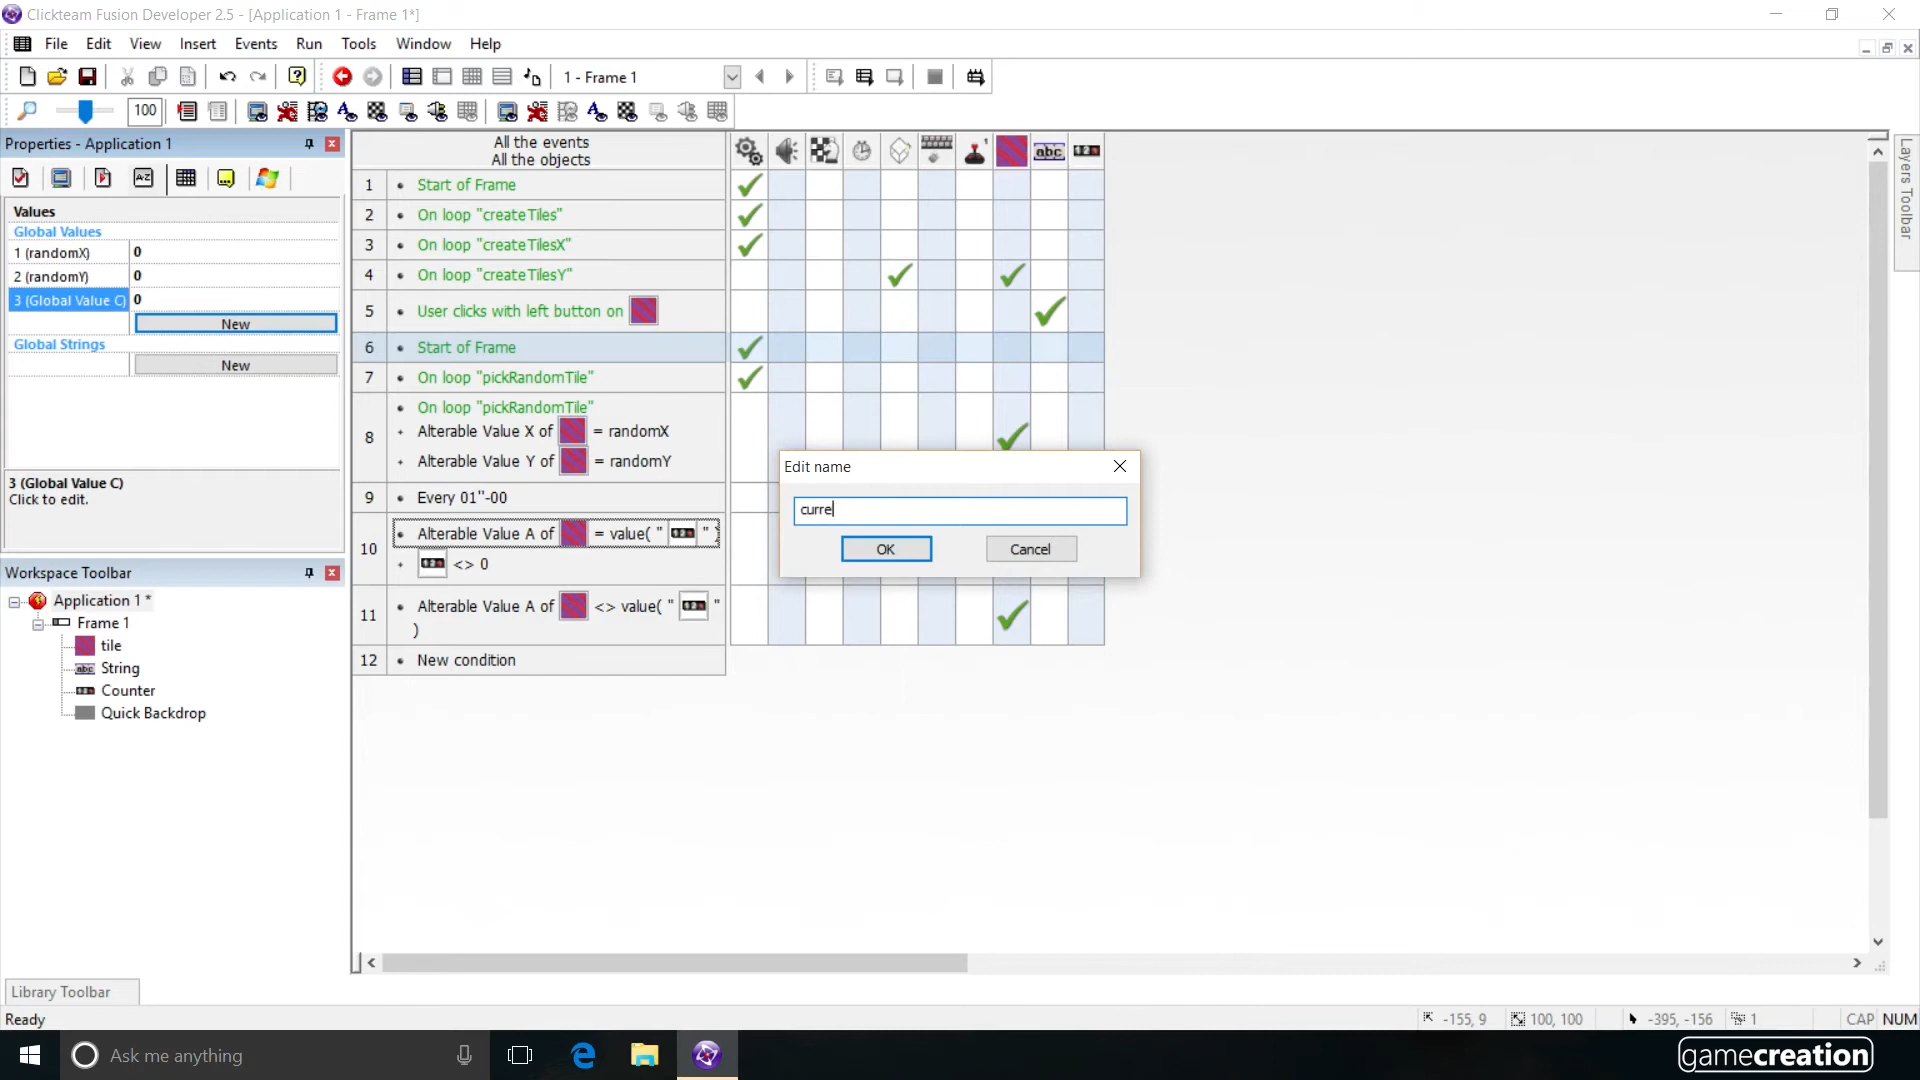 Clickteam Fusion Developer 2.5 - [Application 1 - Frame 1*]
File Edit View Insert Events Run Tools Window Help
1 - Frame 1
100
Properties - Application 1
Values
Global Values
1 (randomX) 0
2 (randomY) 0
3 (Global Value C) 0
New
Global Strings
New
3 (Global Value C)
Click to edit.
Workspace Toolbar
Application 1 *
Frame 1
tile
String
Counter
Quick Backdrop
Library Toolbar
All the events
All the objects
1 • Start of Frame
2 • On loop "createTiles"
3 • On loop "createTilesX"
4 • On loop "createTilesY"
5 • User clicks with left button on
6 • Start of Frame
7 • On loop "pickRandomTile"
8 • On loop "pickRandomTile"
Alterable Value X of = randomX
Alterable Value Y of = randomY
9 • Every 01''-00
10 • Alterable Value A of = value( " " )
<> 0
11 • Alterable Value A of <> value( " "
)
12 • New condition
abc
Edit name
curre
OK Cancel
Layers Toolbar
Ready
-155, 9 100, 100 -395, -156 1 CAP NUM
Ask me anything
gamecreation